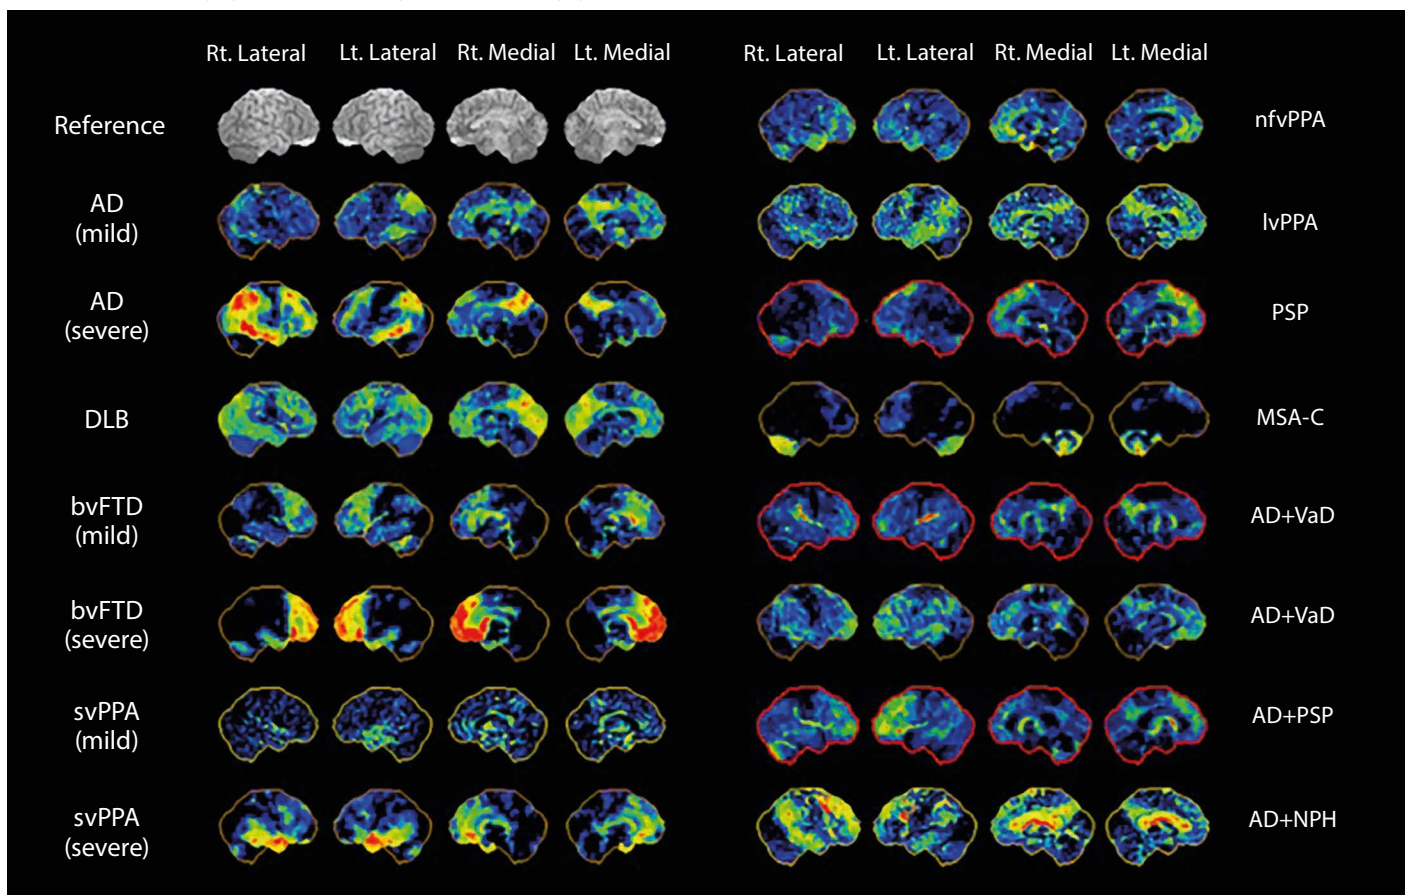 Rt. Lateral Lt. Lateral Rt. Medial Lt. Medial Rt. Lateral Lt. Lateral Rt. Medial Lt. Medial
Reference
nfvPPA
AD
(mild)
lvPPA
AD
(severe)
PSP
DLB
MSA-C
bvFTD
(mild)
AD+VaD
bvFTD
(severe)
AD+VaD
svPPA
(mild)
AD+PSP
svPPA
(severe)
AD+NPH